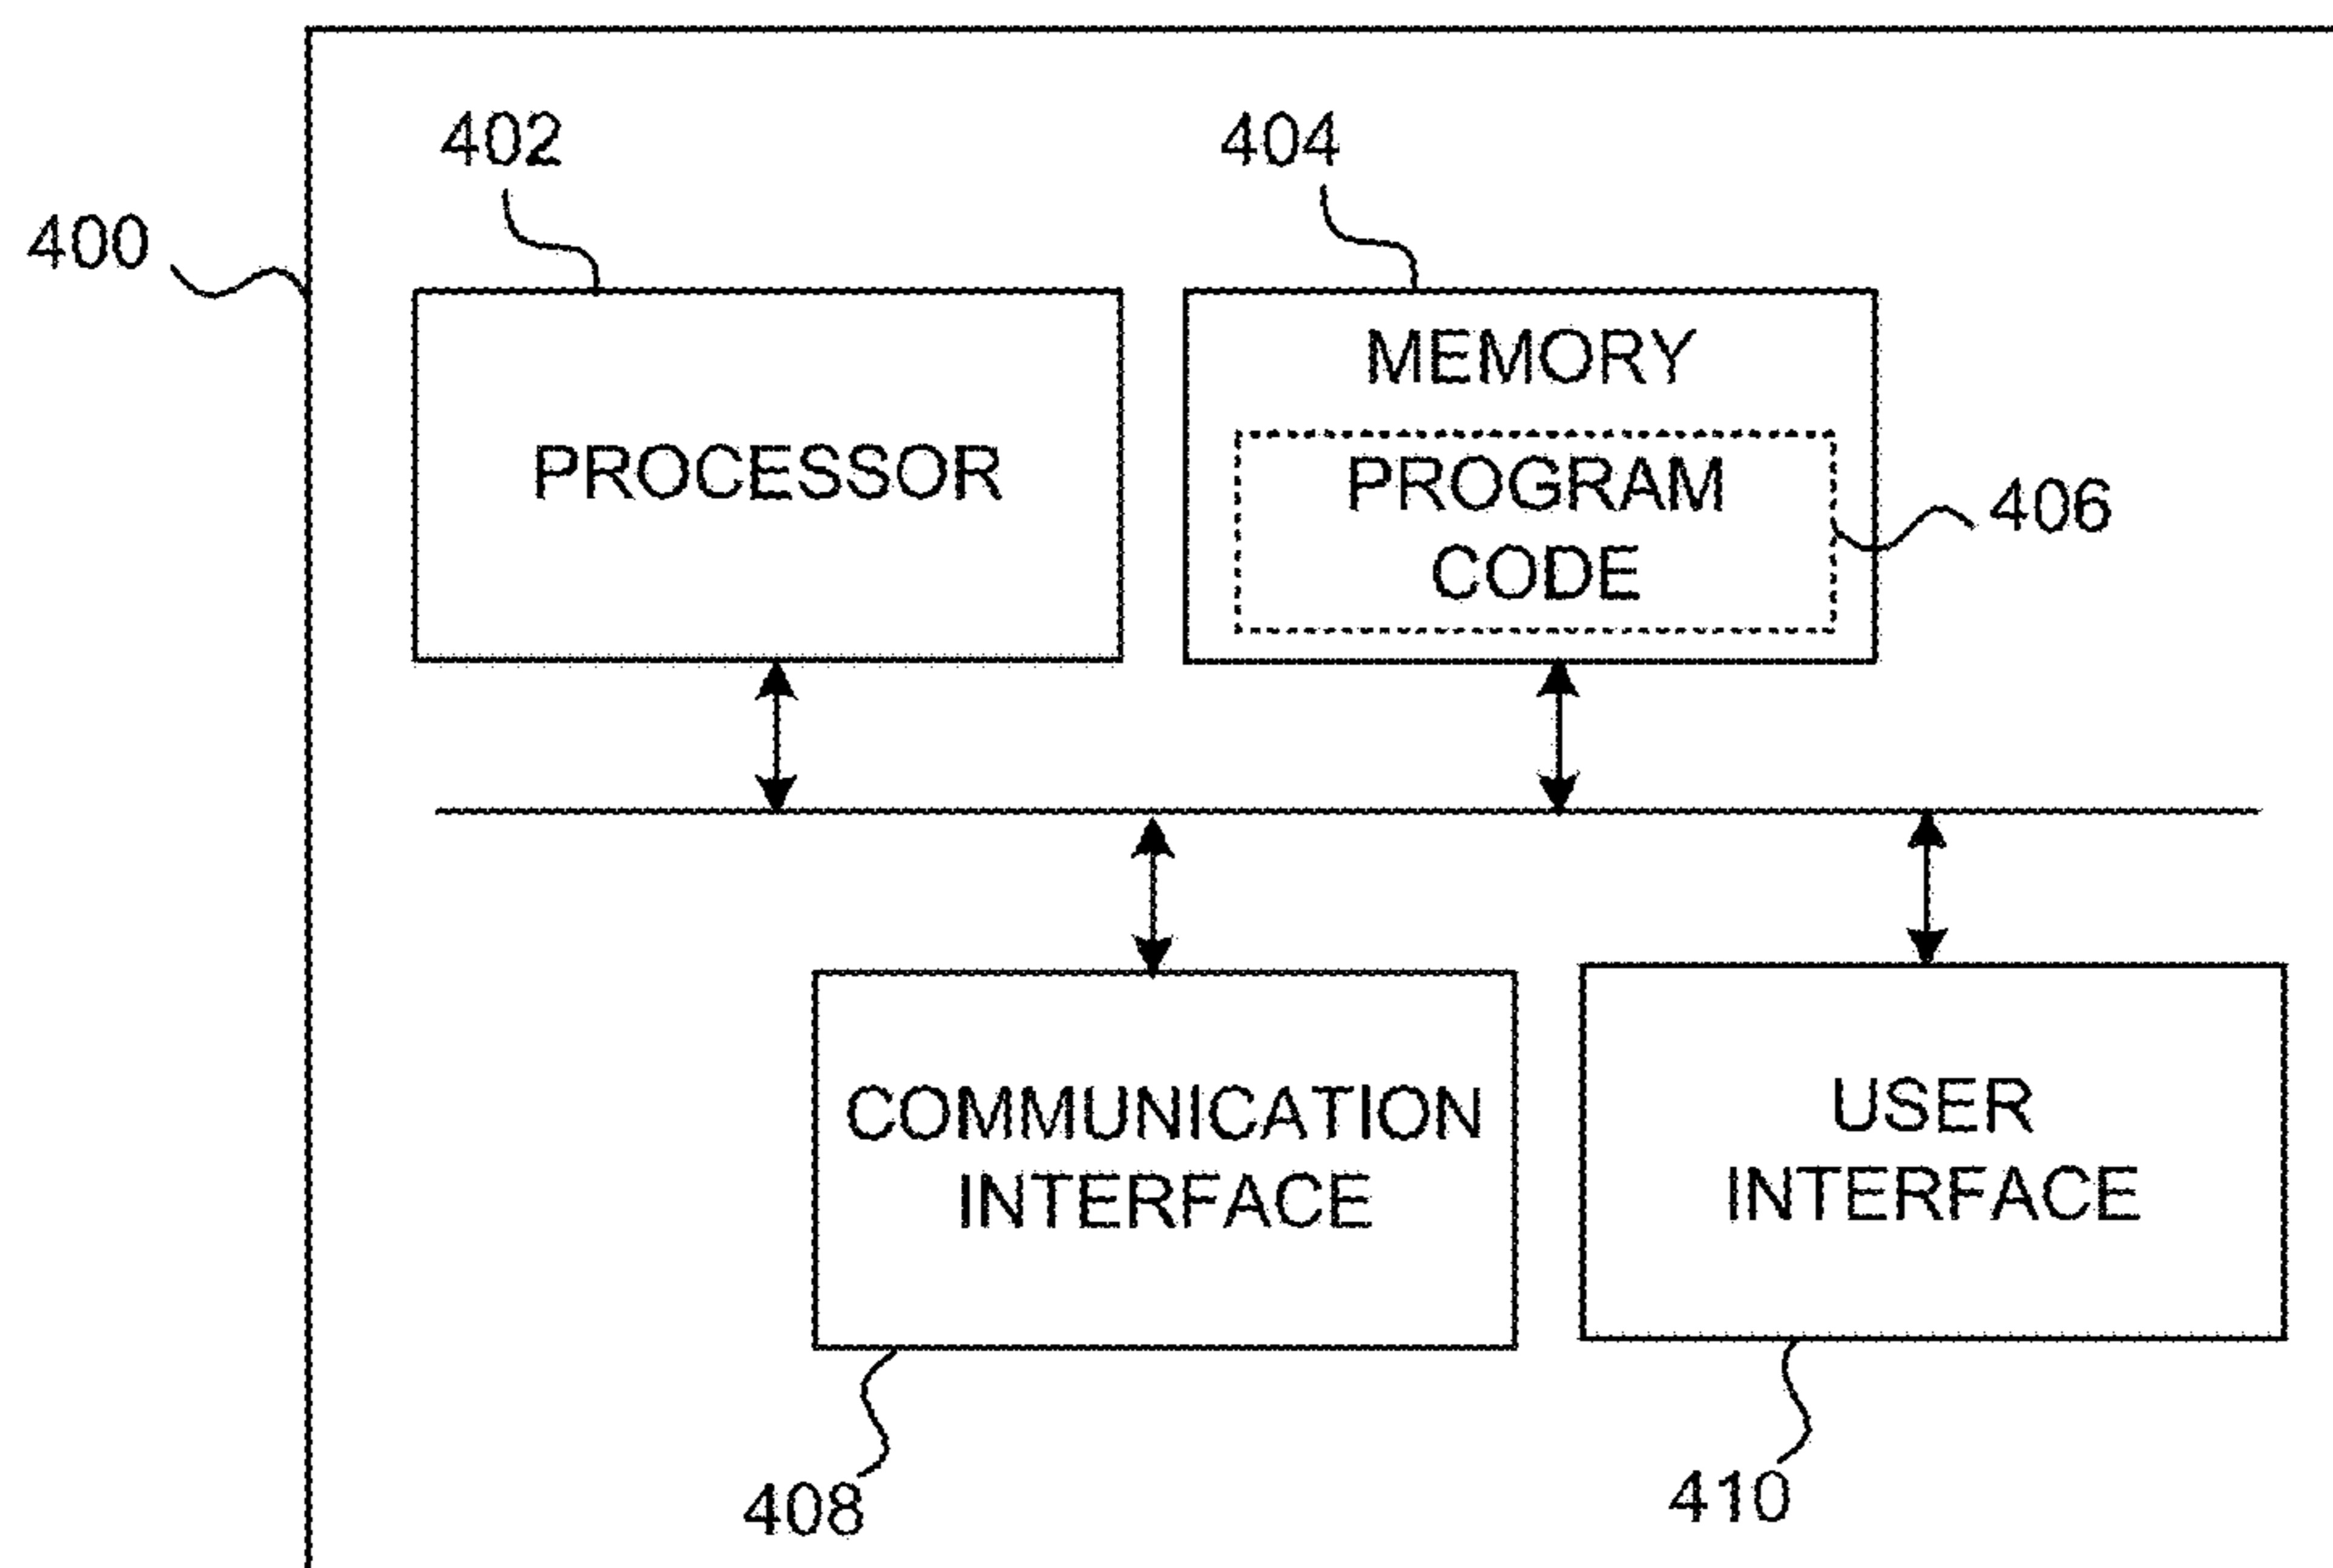 402
404
400
MEMORY
PROCESSOR
PROGRAM
CODE
406
COMMUNICATION
INTERFACE
USER
INTERFACE
408
410